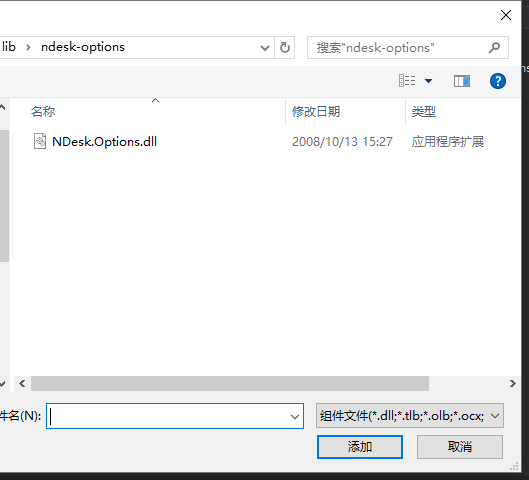 lib › ndesk-options
搜索"ndesk-options"
名称 修改日期 类型
NDesk.Options.dll 2008/10/13 15:27 应用程序扩展
件名(N):
组件文件(*.dll;*.tlb;*.olb;*.ocx;
添加 取消